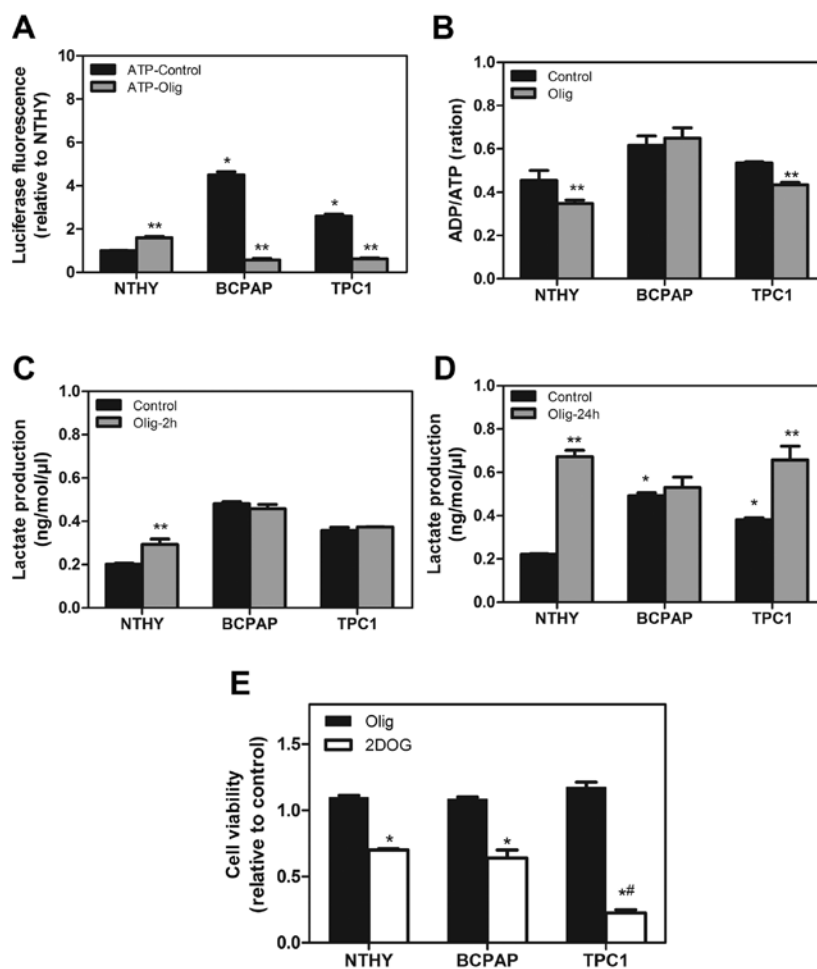 A
Luciferase fluorescence
(relative to NTHY)
10
8
6
4
2
0
ATP-Control
ATP-Olig
**
*
**
*
**
NTHY BCPAP TPC1
B
ADP/ATP (ration)
1.0
0.8
0.6
0.4
0.2
0.0
Control
Olig
**
**
NTHY BCPAP TPC1
C
Lactate production
(ng/mol/µl)
1.0
0.8
0.6
0.4
0.2
0.0
Control
Olig-2h
**
NTHY BCPAP TPC1
D
Lactate production
(ng/mol/µl)
1.0
0.8
0.6
0.4
0.2
0.0
Control
Olig-24h
**
*
*
**
NTHY BCPAP TPC1
E
Cell viability
(relative to control)
1.5
1.0
0.5
0.0
Olig
2DOG
*
*
*#
NTHY BCPAP TPC1